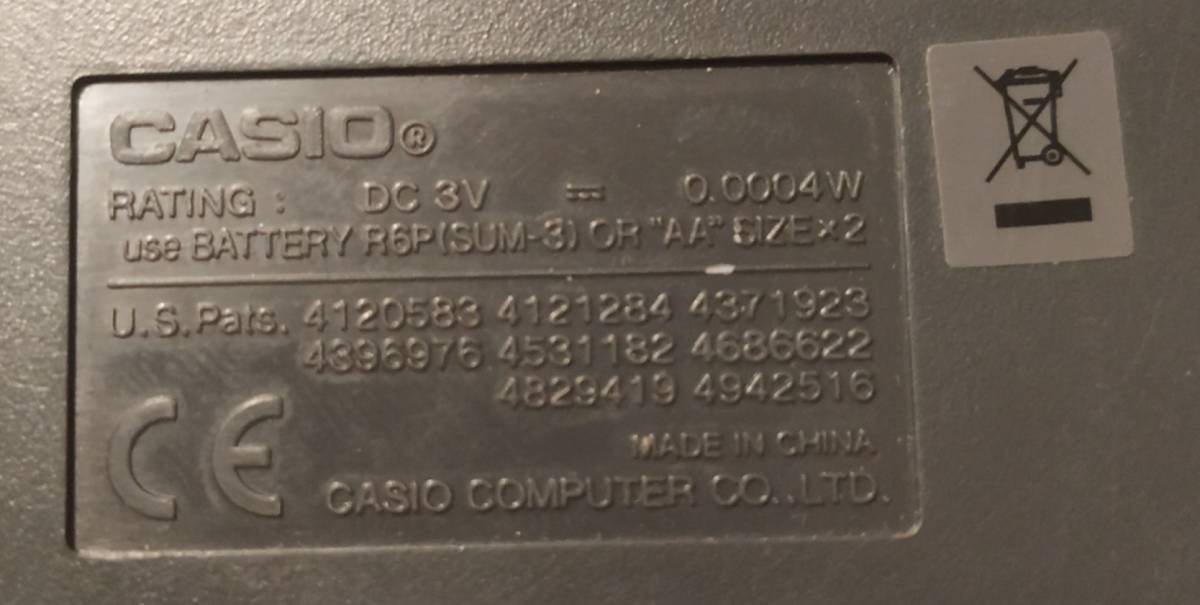 CASIO®
RATING : DC 3V ⎓ 0.0004W
use BATTERY R6P(SUM-3) OR "AA" SIZE×2
U.S.Pats. 4120583 4121284 4371923
4396976 4531182 4686622
4829419 4942516
MADE IN CHINA
CE
CASIO COMPUTER CO.,LTD.